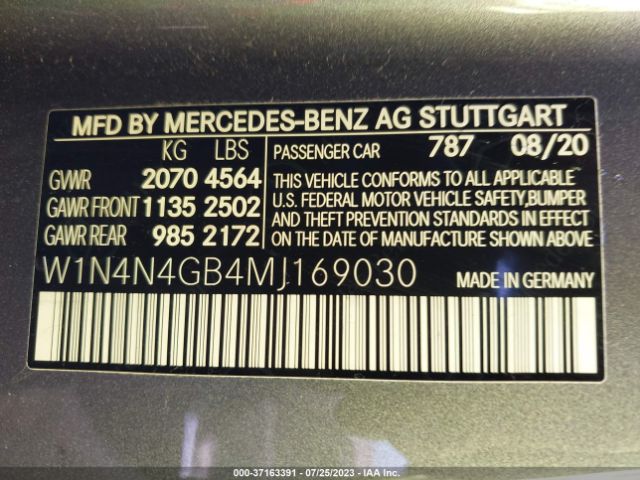 MFD BY MERCEDES-BENZ AG STUTTGART
KG LBS
GVWR 2070 4564
GAWR FRONT 1135 2502
GAWR REAR 985 2172
PASSENGER CAR 787 08/20
THIS VEHICLE CONFORMS TO ALL APPLICABLE
U.S. FEDERAL MOTOR VEHICLE SAFETY,BUMPER
AND THEFT PREVENTION STANDARDS IN EFFECT
ON THE DATE OF MANUFACTURE SHOWN ABOVE
W1N4N4GB4MJ169030 MADE IN GERMANY
000-37163391 - 07/25/2023 - IAA Inc.